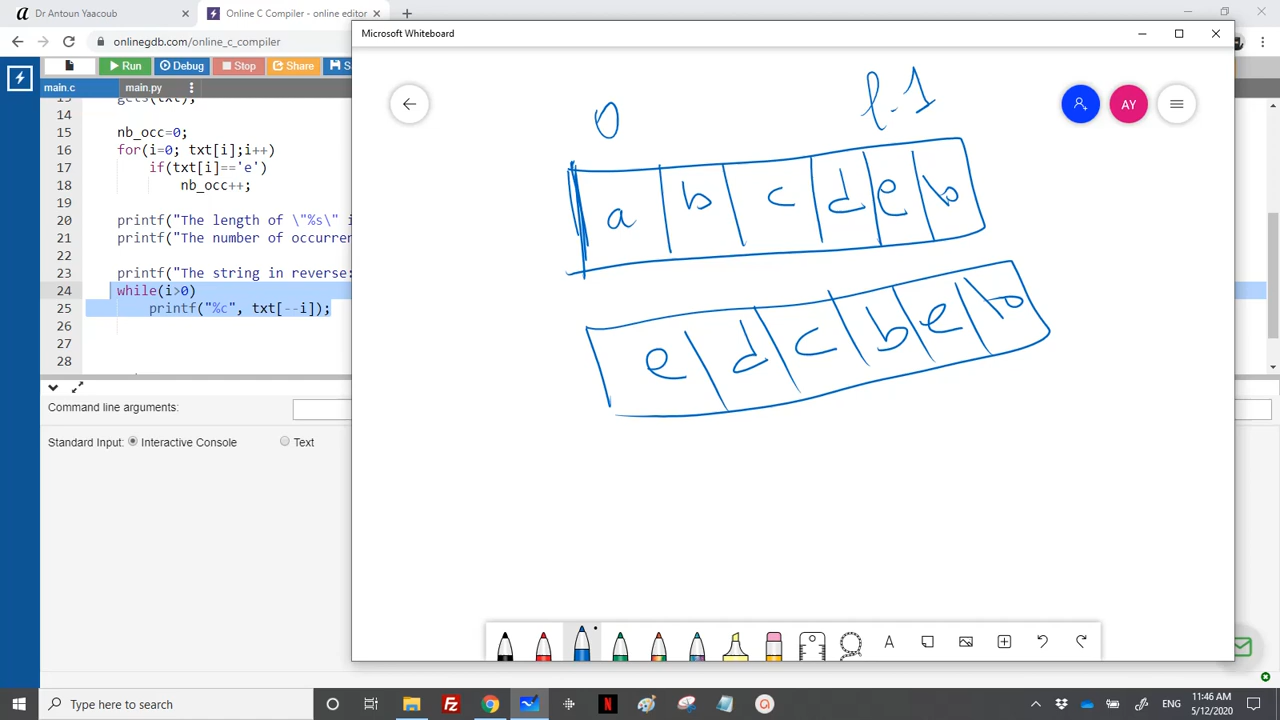 Dr Antoun Yaacoub
Online C Compiler - online editor
onlinegdb.com/online_c_compiler
Microsoft Whiteboard
Run
Debug
Stop
Share
main.c
main.py
AY
14
15 nb_occ=0;
16 for(i=0; txt[i];i++)
17 if(txt[i]=='e')
18 nb_occ++;
19
20 printf("The length of \"%s\" i
21 printf("The number of occurren
22
23 printf("The string in reverse:
24 while(i>0)
25 printf("%c", txt[--i]);
26
27
28
0 l-1
a b c d e
e d c b e
Command line arguments:
Standard Input: Interactive Console Text
A
Type here to search
ENG
11:46 AM
5/12/2020